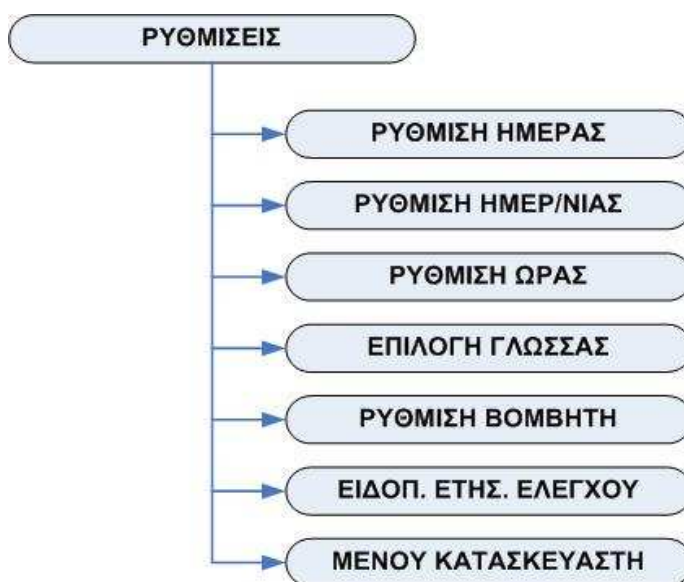 ΡΥΘΜΙΣΕΙΣ
ΡΥΘΜΙΣΗ ΗΜΕΡΑΣ
ΡΥΘΜΙΣΗ ΗΜΕΡ/ΝΙΑΣ
ΡΥΘΜΙΣΗ ΩΡΑΣ
ΕΠΙΛΟΓΗ ΓΛΩΣΣΑΣ
ΡΥΘΜΙΣΗ ΒΟΜΒΗΤΗ
ΕΙΔΟΠ. ΕΤΗΣ. ΕΛΕΓΧΟΥ
ΜΕΝΟΥ ΚΑΤΑΣΚΕΥΑΣΤΗ